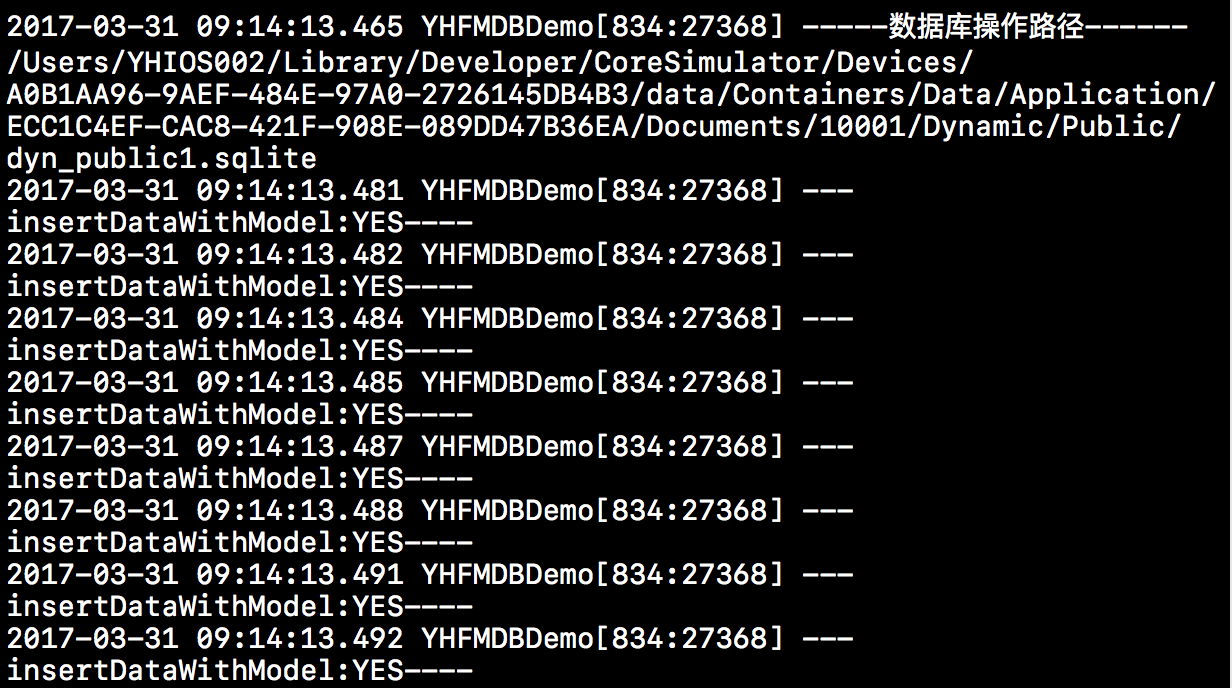 2017-03-31 09:14:13.465 YHFMDBDemo[834:27368] -----数据库操作路径------
/Users/YHIOS002/Library/Developer/CoreSimulator/Devices/
A0B1AA96-9AEF-484E-97A0-2726145DB4B3/data/Containers/Data/Application/
ECC1C4EF-CAC8-421F-908E-089DD47B36EA/Documents/10001/Dynamic/Public/
dyn_public1.sqlite
2017-03-31 09:14:13.481 YHFMDBDemo[834:27368] ---
insertDataWithModel:YES----
2017-03-31 09:14:13.482 YHFMDBDemo[834:27368] ---
insertDataWithModel:YES----
2017-03-31 09:14:13.484 YHFMDBDemo[834:27368] ---
insertDataWithModel:YES----
2017-03-31 09:14:13.485 YHFMDBDemo[834:27368] ---
insertDataWithModel:YES----
2017-03-31 09:14:13.487 YHFMDBDemo[834:27368] ---
insertDataWithModel:YES----
2017-03-31 09:14:13.488 YHFMDBDemo[834:27368] ---
insertDataWithModel:YES----
2017-03-31 09:14:13.491 YHFMDBDemo[834:27368] ---
insertDataWithModel:YES----
2017-03-31 09:14:13.492 YHFMDBDemo[834:27368] ---
insertDataWithModel:YES----